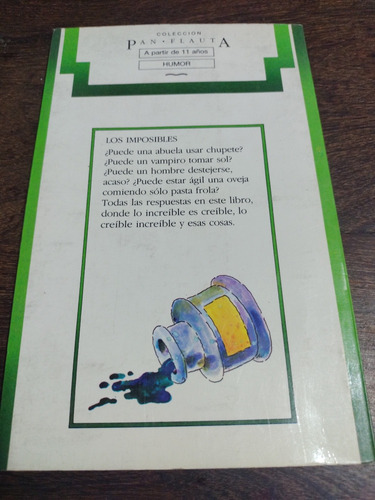 COLECCION
PAN • FLAUTA
A partir de 11 años
HUMOR
LOS IMPOSIBLES
¿Puede una abuela usar chupete?
¿Puede un vampiro tomar sol?
¿Puede un hombre destejerse,
acaso? ¿Puede estar ágil una oveja
comiendo sólo pasta frola?
Todas las respuestas en este libro,
donde lo increíble es creíble, lo
creíble increíble y esas cosas.